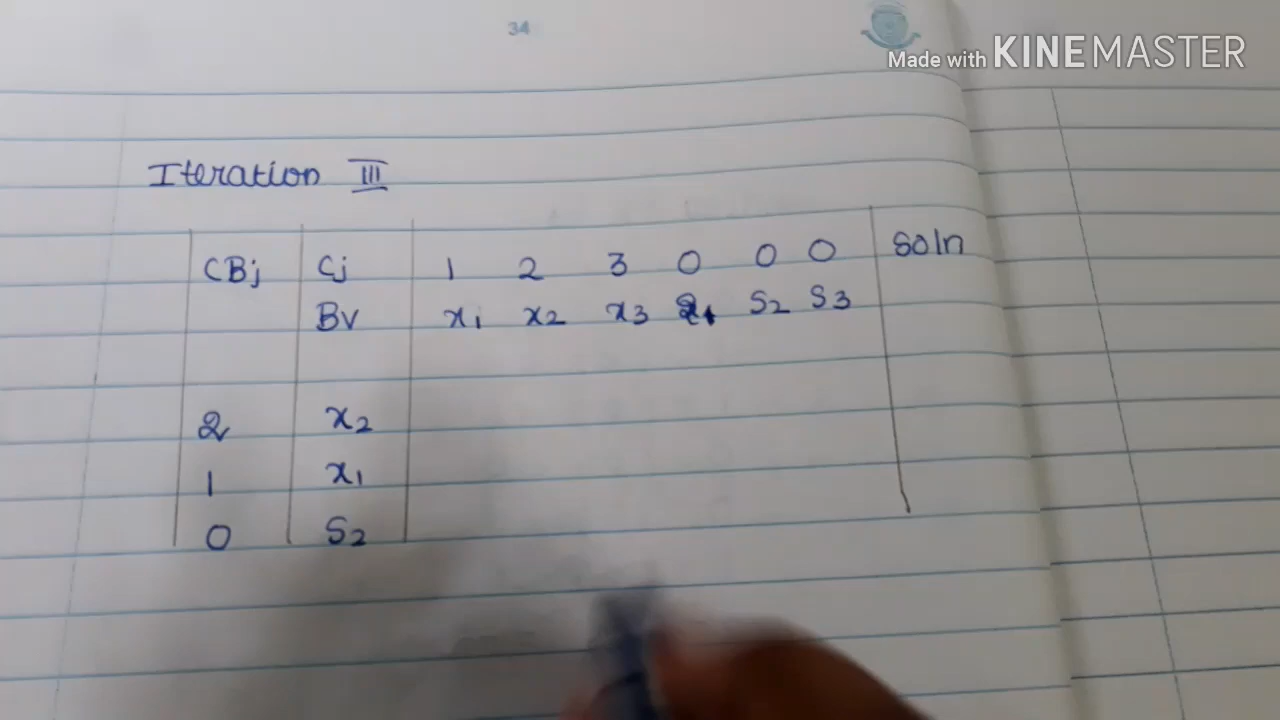 34
Made with KINEMASTER
Iteration III
CBj Cj 1 2 3 0 0 0 Soln
BV x1 x2 x3 S2 S3
2 x2
1 x1
0 S2